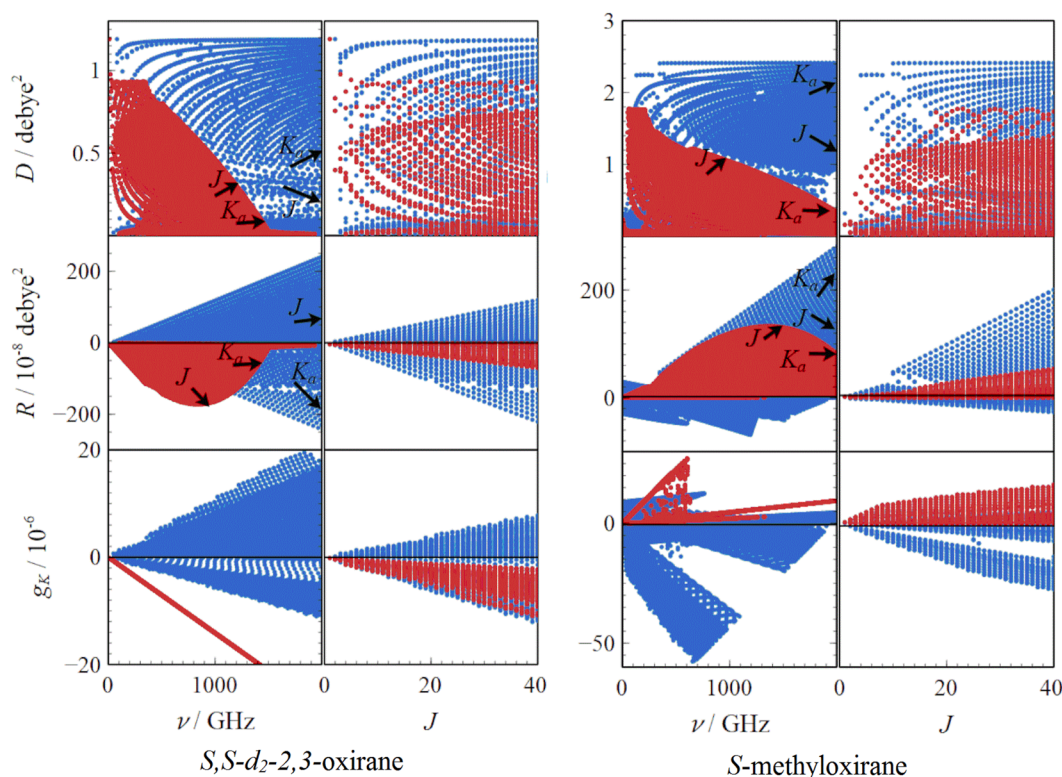 D / debye²
1
0.5
K_a
J
J
K_a
3
2
1
K_a
J
J
K_a
R / 10⁻⁸ debye²
200
0
−200
J
K_a
J
K_a
200
0
K_a
J
J
K_a
g_K / 10⁻⁶
20
0
−20
0
−50
0 1000 0 20 40
0 1000 0 20 40
ν / GHz J ν / GHz J
S,S-d₂-2,3-oxirane S-methyloxirane